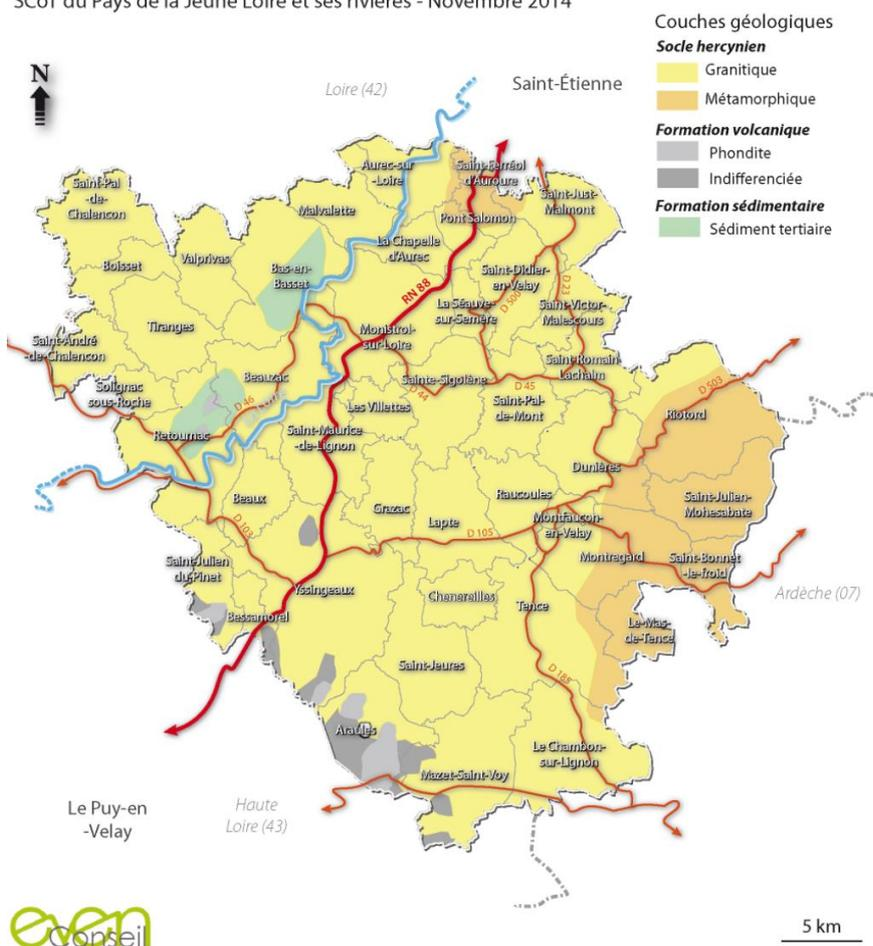 SCoT du Pays de la Jeune Loire et ses rivières - Novembre 2014
Couches géologiques
Socle hercynien
Granitique
Métamorphique
Formation volcanique
Phondite
Indifferenciée
Formation sédimentaire
Sédiment tertiaire
N
Loire (42)
Saint-Étienne
Aurec-sur
-Loire
Saint-Ferréol
d'Auroure
Saint-Pal
-de-
Chalencon
Saint-Just-
Malmont
Malvalette
Pont Salomon
La Chapelle
d'Aurec
Boisset
Valprivas
Bas-en-
Basset
Saint-Didier-
en-Velay
RN 88
D 500
D 23
La Séauve-
sur-Semère
Saint-Victor-
Malescours
Tiranges
Monistrol-
sur-Loire
Saint-André
-de-Chalencon
Saint-Romain
Lachalm
Solignac
sous-Roche
Beauzac
Sainte-Sigolène
D 45
D 44
D 503
D 46
Les Villettes
Saint-Pal-
de-Mont
Riotord
Retournac
Saint-Maurice
-de-Lignon
Dunières
Beaux
Raucoules
Saint-Julien-
Mohesabate
Grazac
Lapte
Montfaucon-
en-Velay
D 103
D 105
Saint-Julien
du-Pinet
Montregard
Saint-Bonnet
-le-froid
Yssingeaux
Chenereilles
Tence
Ardèche (07)
Bessamorel
Le-Mas-
de-Tence
Saint-Jeures
D 185
Araules
Le Chambon-
sur-Lignon
Mazet-Saint-Voy
Le Puy-en
-Velay
Haute
Loire (43)
even
Conseil
5 km